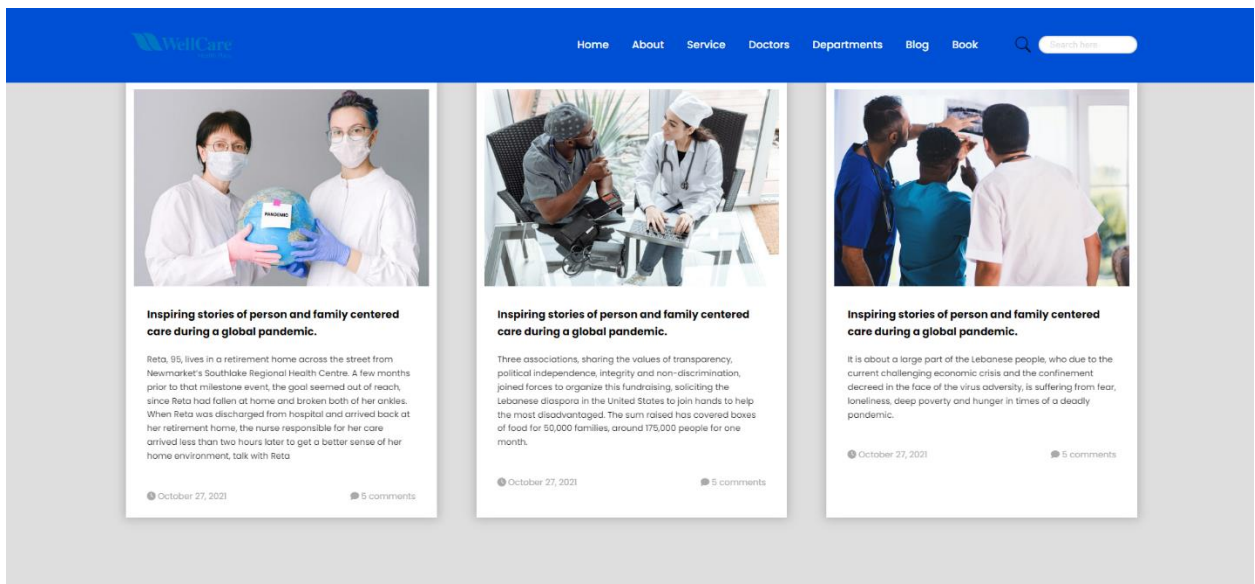 WellCare
Home About Service Doctors Departments Blog Book Search here
PANDEMIC
Inspiring stories of person and family centered
care during a global pandemic.
Reta, 95, lives in a retirement home across the street from
Newmarket's Southlake Regional Health Centre. A few months
prior to that milestone event, the goal seemed out of reach,
since Reta had fallen at home and broken both of her ankles.
When Reta was discharged from hospital and arrived back at
her retirement home, the nurse responsible for her care
arrived less than two hours later to get a better sense of her
home environment, talk with Reta
October 27, 2021 5 comments
Inspiring stories of person and family centered
care during a global pandemic.
Three associations, sharing the values of transparency,
political independence, integrity and non-discrimination,
joined forces to organize this fundraising, soliciting the
Lebanese diaspora in the United States to join hands to help
the most disadvantaged. The sum raised has covered boxes
of food for 50,000 families, around 175,000 people for one
month.
October 27, 2021 5 comments
Inspiring stories of person and family centered
care during a global pandemic.
It is about a large part of the Lebanese people, who due to the
current challenging economic crisis and the confinement
decreed in the face of the virus adversity, is suffering from fear,
loneliness, deep poverty and hunger in times of a deadly
pandemic.
October 27, 2021 5 comments